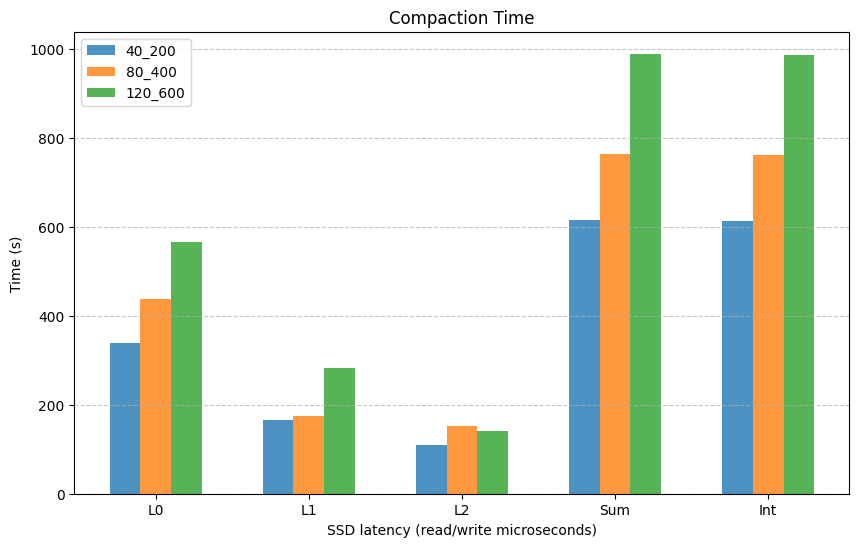 Compaction Time
40_200
80_400
120_600
1000
800
600
400
200
0
Time (s)
L0 L1 L2 Sum Int
SSD latency (read/write microseconds)